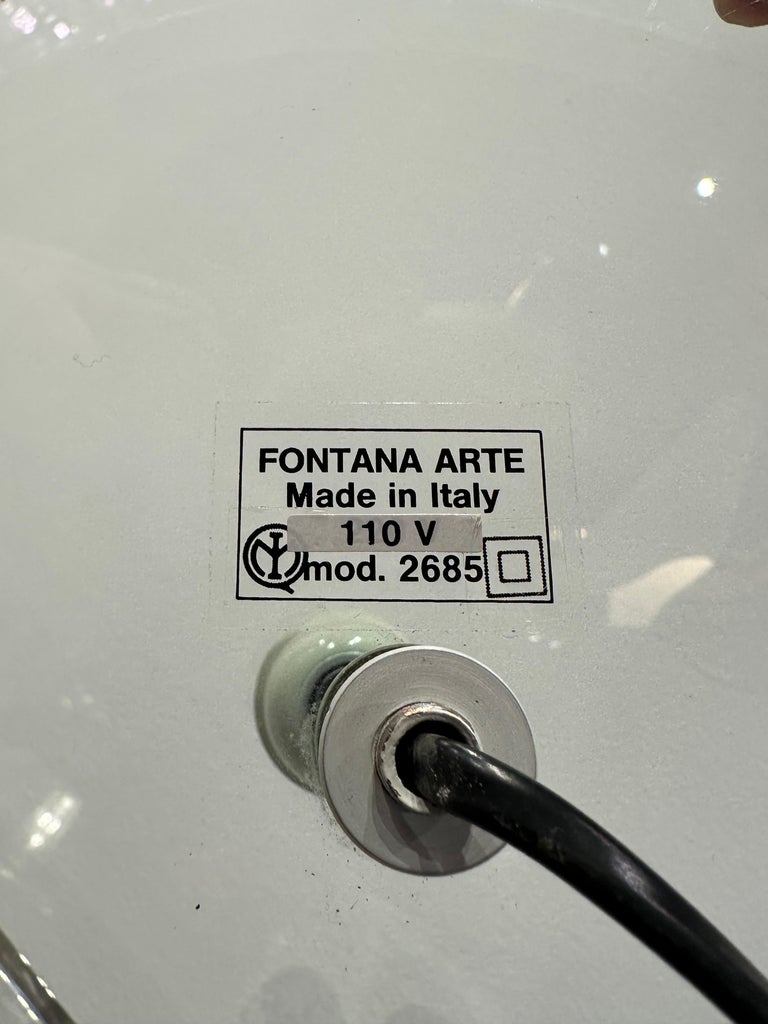 FONTANA ARTE
Made in Italy
110 V
mod. 2685